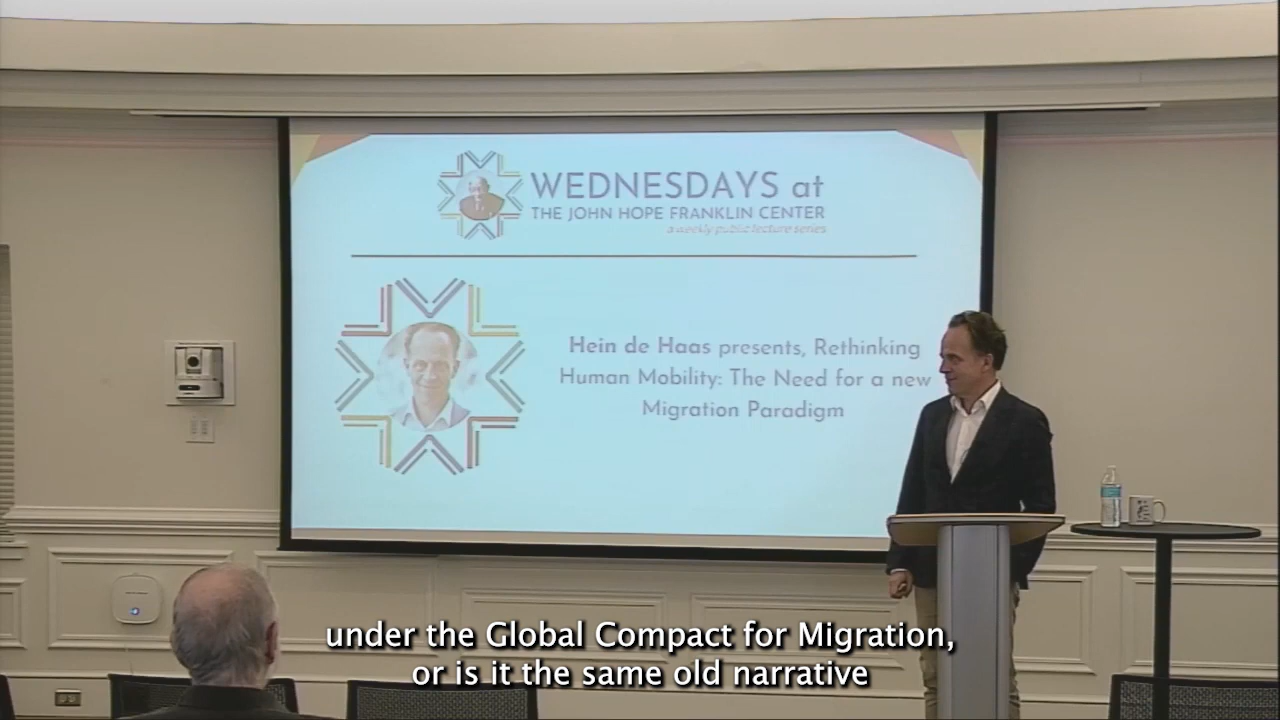 WEDNESDAYS at
THE JOHN HOPE FRANKLIN CENTER
a weekly public lecture series
Hein de Haas presents, Rethinking
Human Mobility: The Need for a new
Migration Paradigm
under the Global Compact for Migration,
or is it the same old narrative